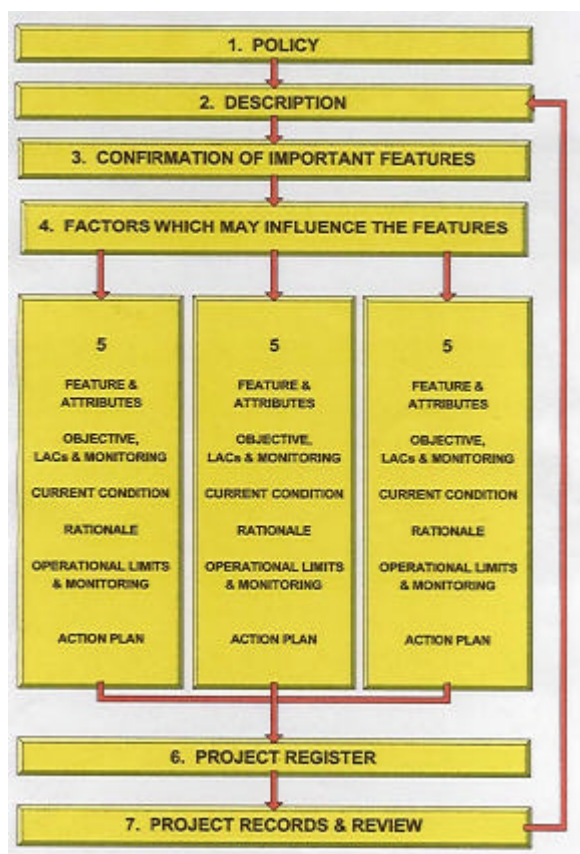 1. POLICY
2. DESCRIPTION
3. CONFIRMATION OF IMPORTANT FEATURES
4. FACTORS WHICH MAY INFLUENCE THE FEATURES
5
FEATURE &
ATTRIBUTES
OBJECTIVE,
LACs & MONITORING
CURRENT CONDITION
RATIONALE
OPERATIONAL LIMITS
& MONITORING
ACTION PLAN
5
FEATURE &
ATTRIBUTES
OBJECTIVE,
LACs & MONITORING
CURRENT CONDITION
RATIONALE
OPERATIONAL LIMITS
& MONITORING
ACTION PLAN
5
FEATURE &
ATTRIBUTES
OBJECTIVE,
LACs & MONITORING
CURRENT CONDITION
RATIONALE
OPERATIONAL LIMITS
& MONITORING
ACTION PLAN
6. PROJECT REGISTER
7. PROJECT RECORDS & REVIEW